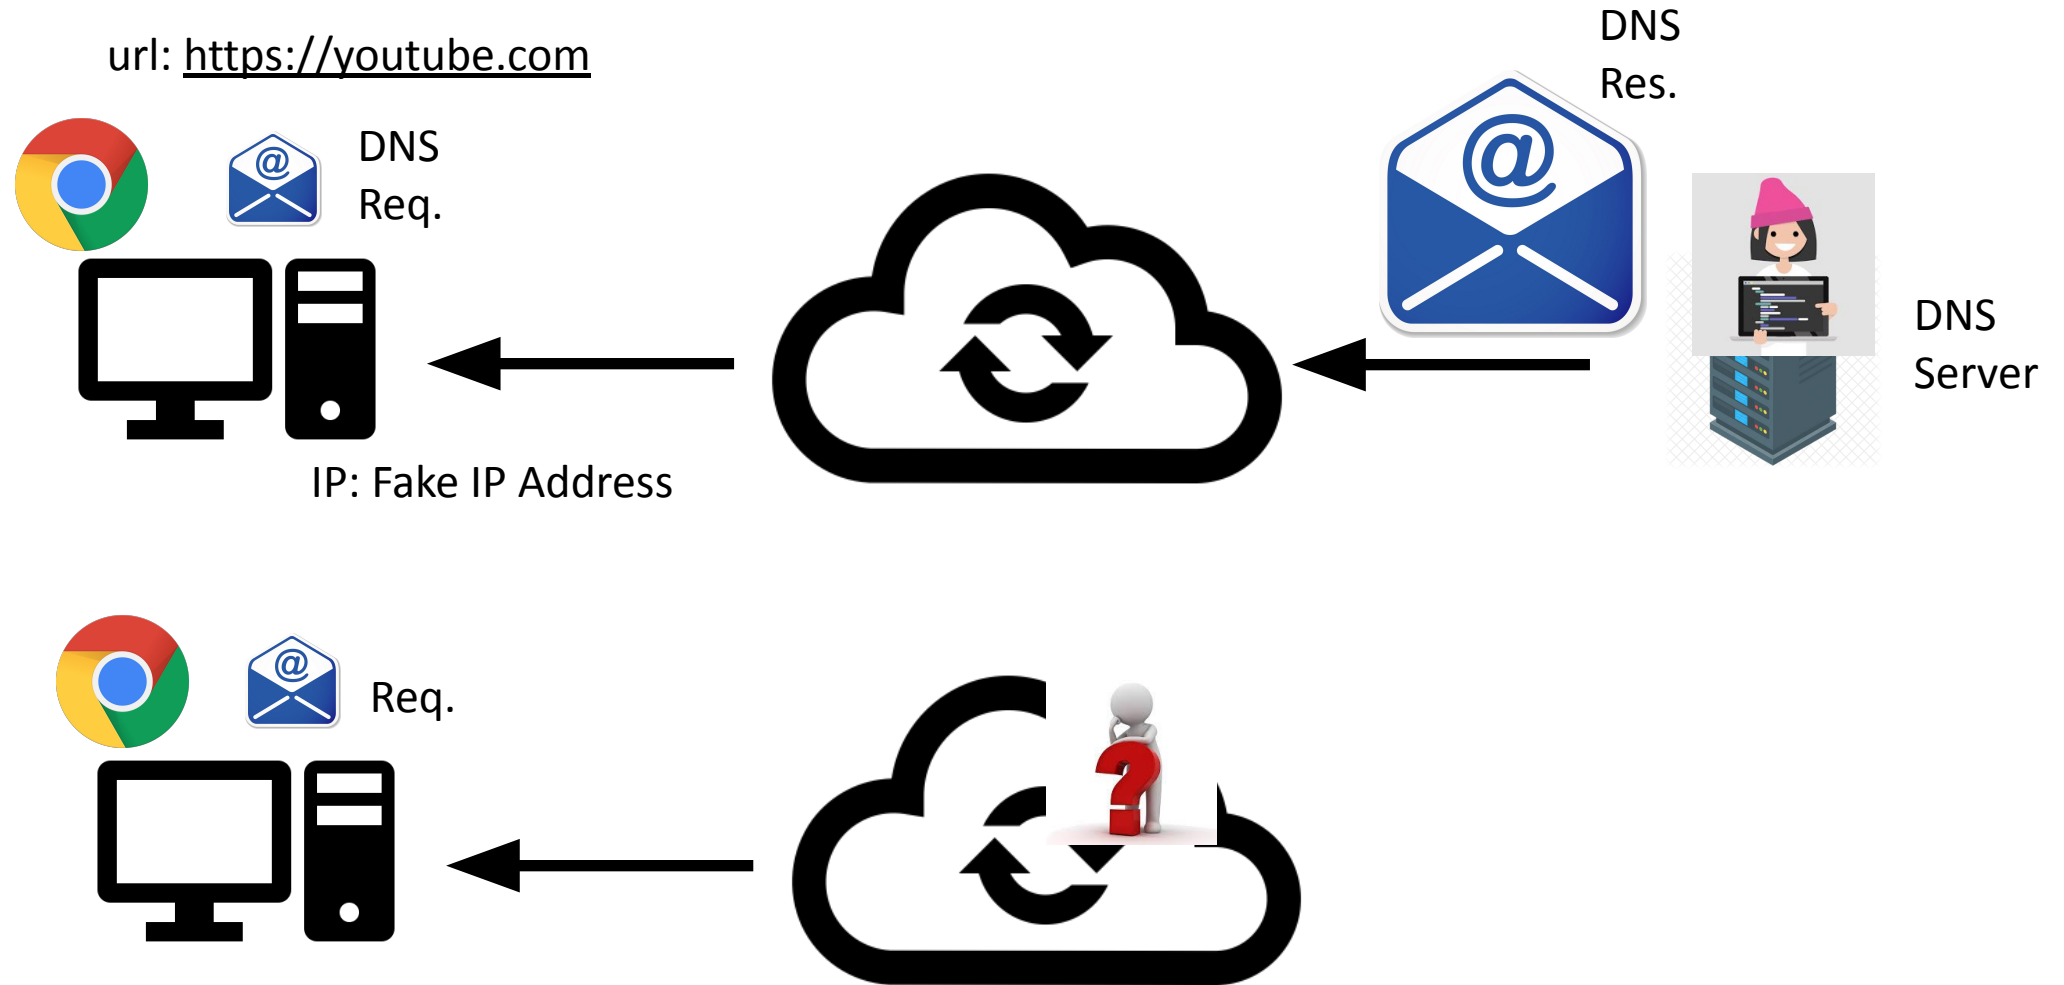 url: https://youtube.com
DNS
Res.
DNS
Req.
DNS
Server
IP: Fake IP Address
Req.